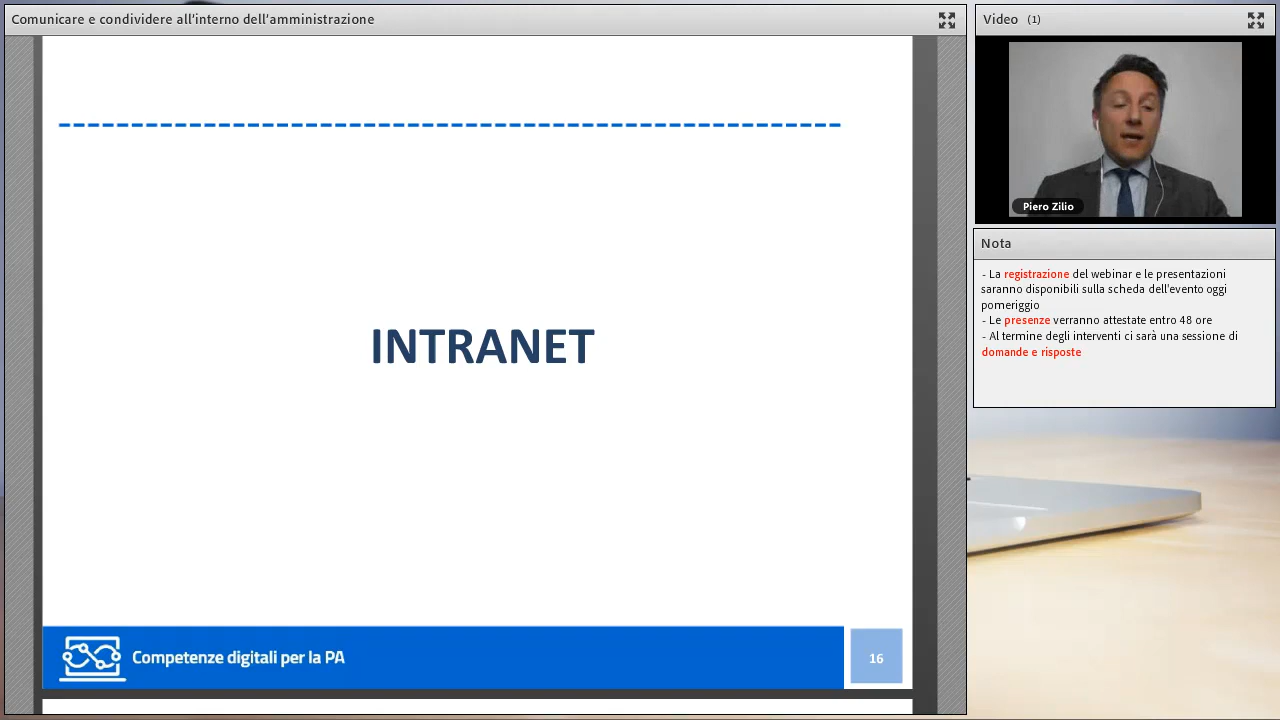 Comunicare e condividere all'interno dell'amministrazione
INTRANET
Competenze digitali per la PA
16
Video (1)
Piero Zilio
Nota
- La registrazione del webinar e le presentazioni
saranno disponibili sulla scheda dell'evento oggi
pomeriggio
- Le presenze verranno attestate entro 48 ore
- Al termine degli interventi ci sarà una sessione di
domande e risposte